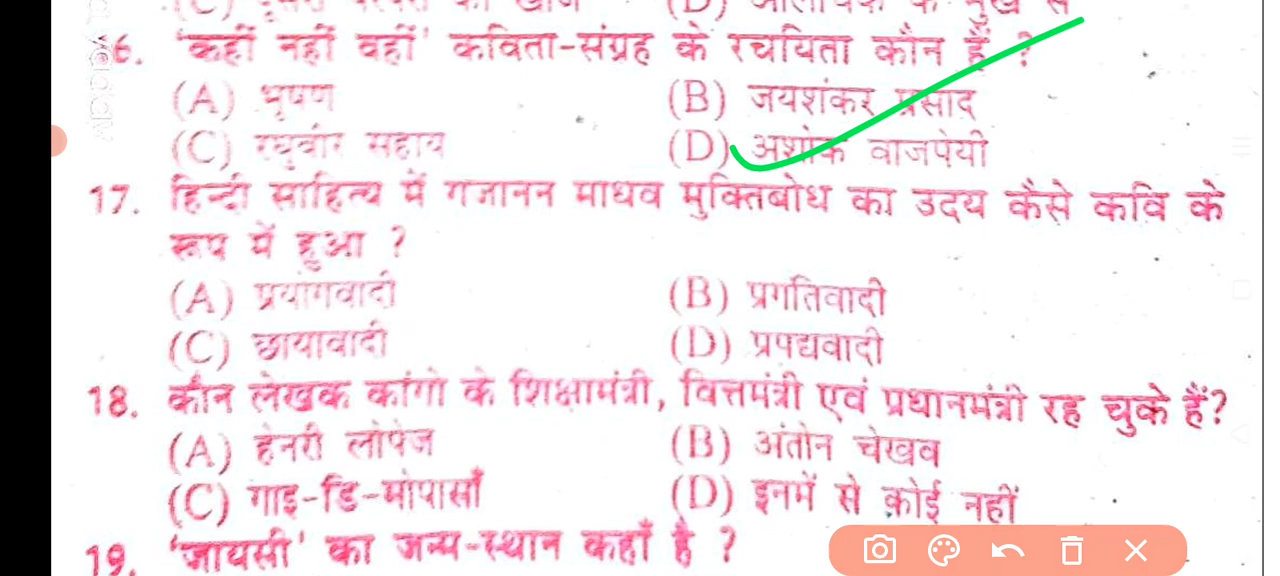 16. 'कहीं नहीं वहीं' कविता-संग्रह के रचयिता कौन हैं ?
(A) भूषण (B) जयशंकर प्रसाद
(C) रघुवीर सहाय (D) अशोक वाजपेयी
17. हिन्दी साहित्य में गजानन माधव मुक्तिबोध का उदय कैसे कवि के
रूप में हुआ ?
(A) प्रयोगवादी (B) प्रगतिवादी
(C) छायावादी (D) प्रपद्यवादी
18. कौन लेखक कांगो के शिक्षामंत्री, वित्तमंत्री एवं प्रधानमंत्री रह चुके हैं?
(A) हेनरी लोपेज (B) अंतोन चेखव
(C) गाइ-डि-मोपासाँ (D) इनमें से कोई नहीं
19. 'जायसी' का जन्म-स्थान कहाँ है ?